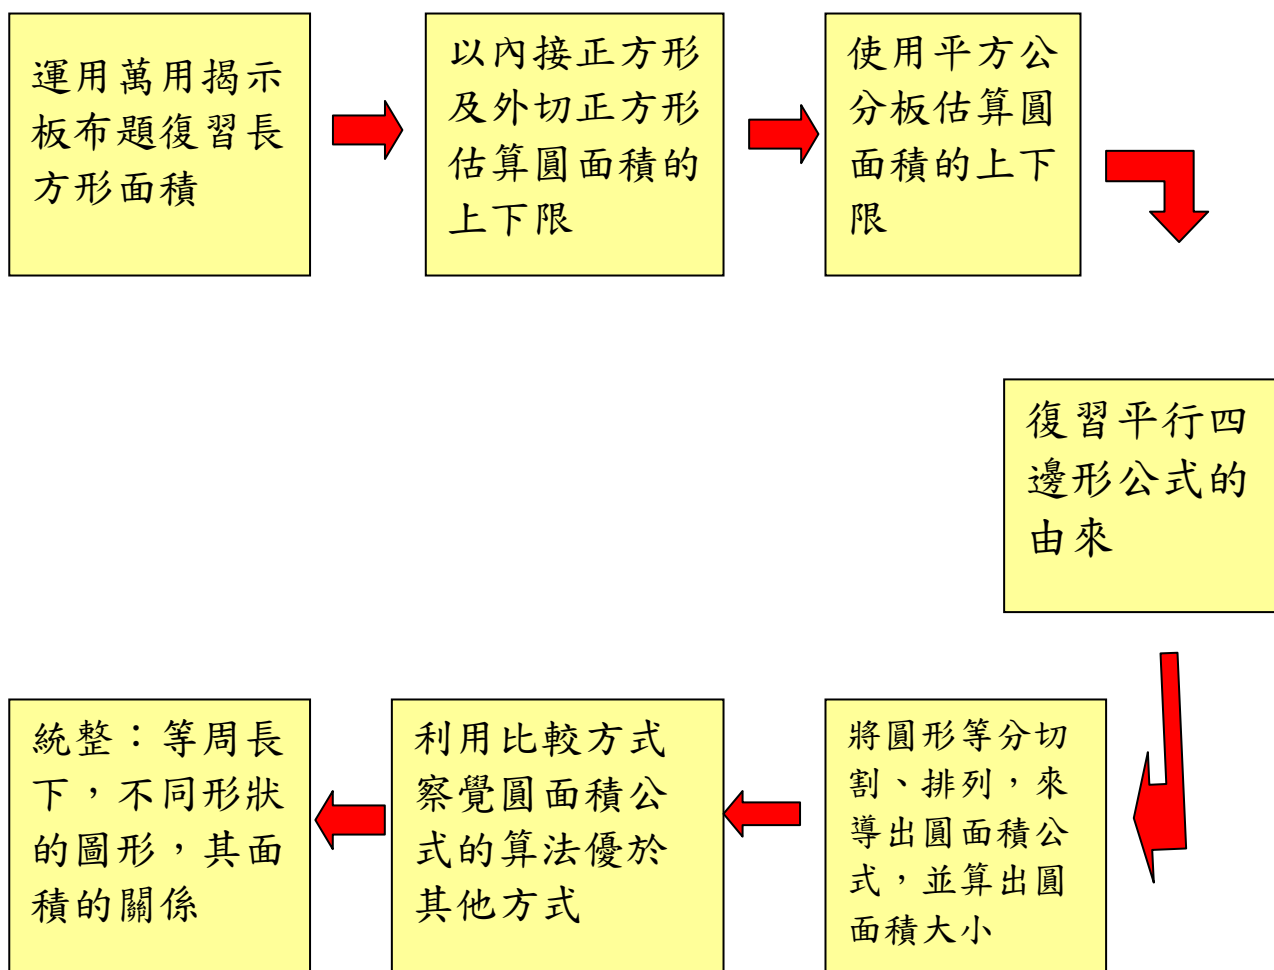 運用萬用揭示
板布題復習長
方形面積
以內接正方形
及外切正方形
估算圓面積的
上下限
使用平方公
分板估算圓
面積的上下
限
復習平行四
邊形公式的
由來
將圓形等分切
割、排列，來
導出圓面積公
式，並算出圓
面積大小
利用比較方式
察覺圓面積公
式的算法優於
其他方式
統整：等周長
下，不同形狀
的圖形，其面
積的關係